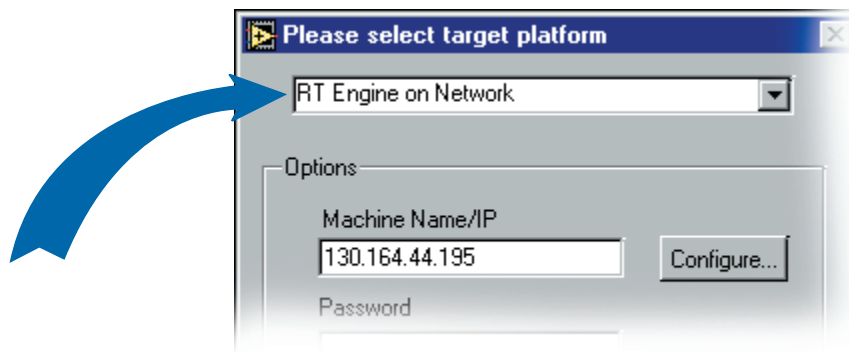 Please select target platform
RT Engine on Network
Options
Machine Name/IP
130.164.44.195
Configure...
Password